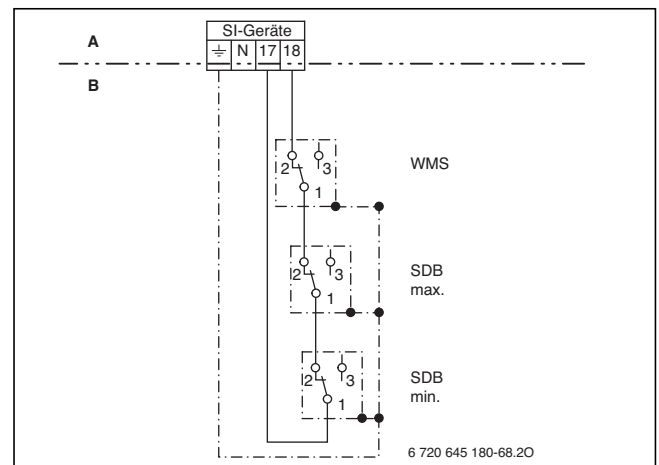 SI-Geräte
A
N 17 18
B
2 3
1
WMS
2 3
1
SDB
max.
2 3
1
SDB
min.
6 720 645 180-68.2O